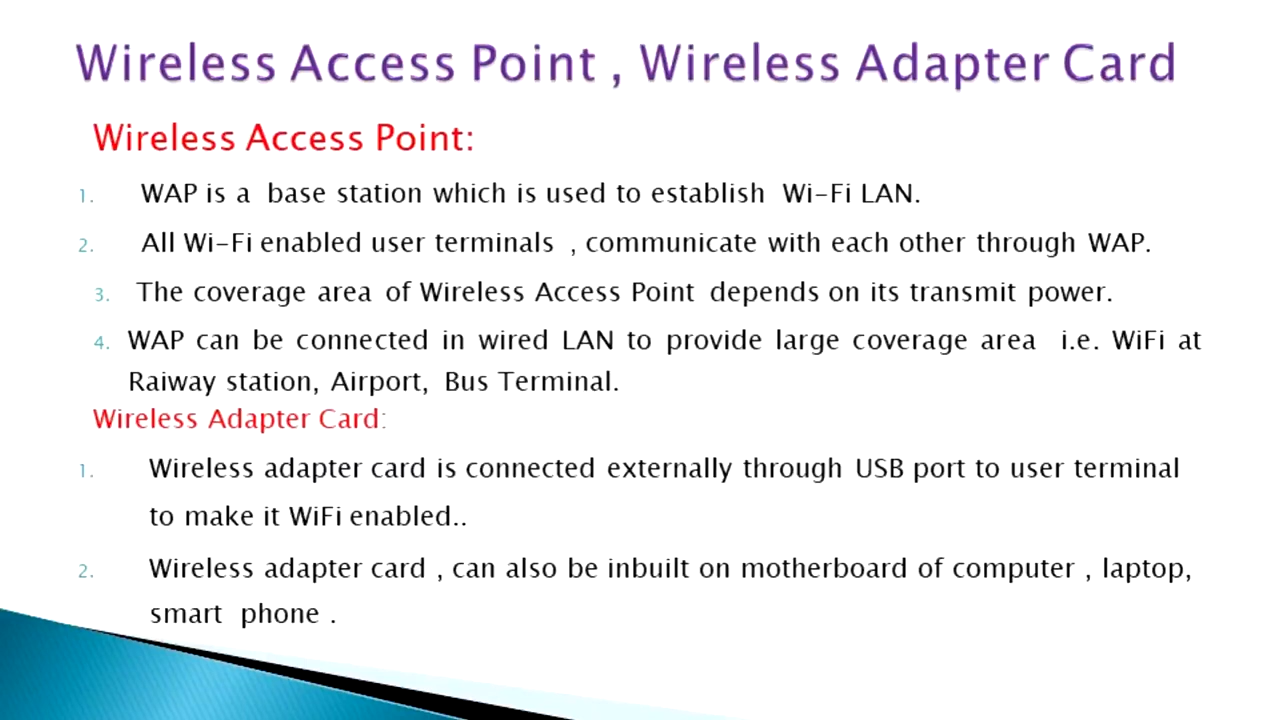 Wireless Access Point , Wireless Adapter Card
Wireless Access Point:
1. WAP is a base station which is used to establish Wi-Fi LAN.
2. All Wi-Fi enabled user terminals , communicate with each other through WAP.
3. The coverage area of Wireless Access Point depends on its transmit power.
4. WAP can be connected in wired LAN to provide large coverage area i.e. WiFi at
Raiway station, Airport, Bus Terminal.
Wireless Adapter Card:
1. Wireless adapter card is connected externally through USB port to user terminal
to make it WiFi enabled..
2. Wireless adapter card , can also be inbuilt on motherboard of computer , laptop,
smart phone .